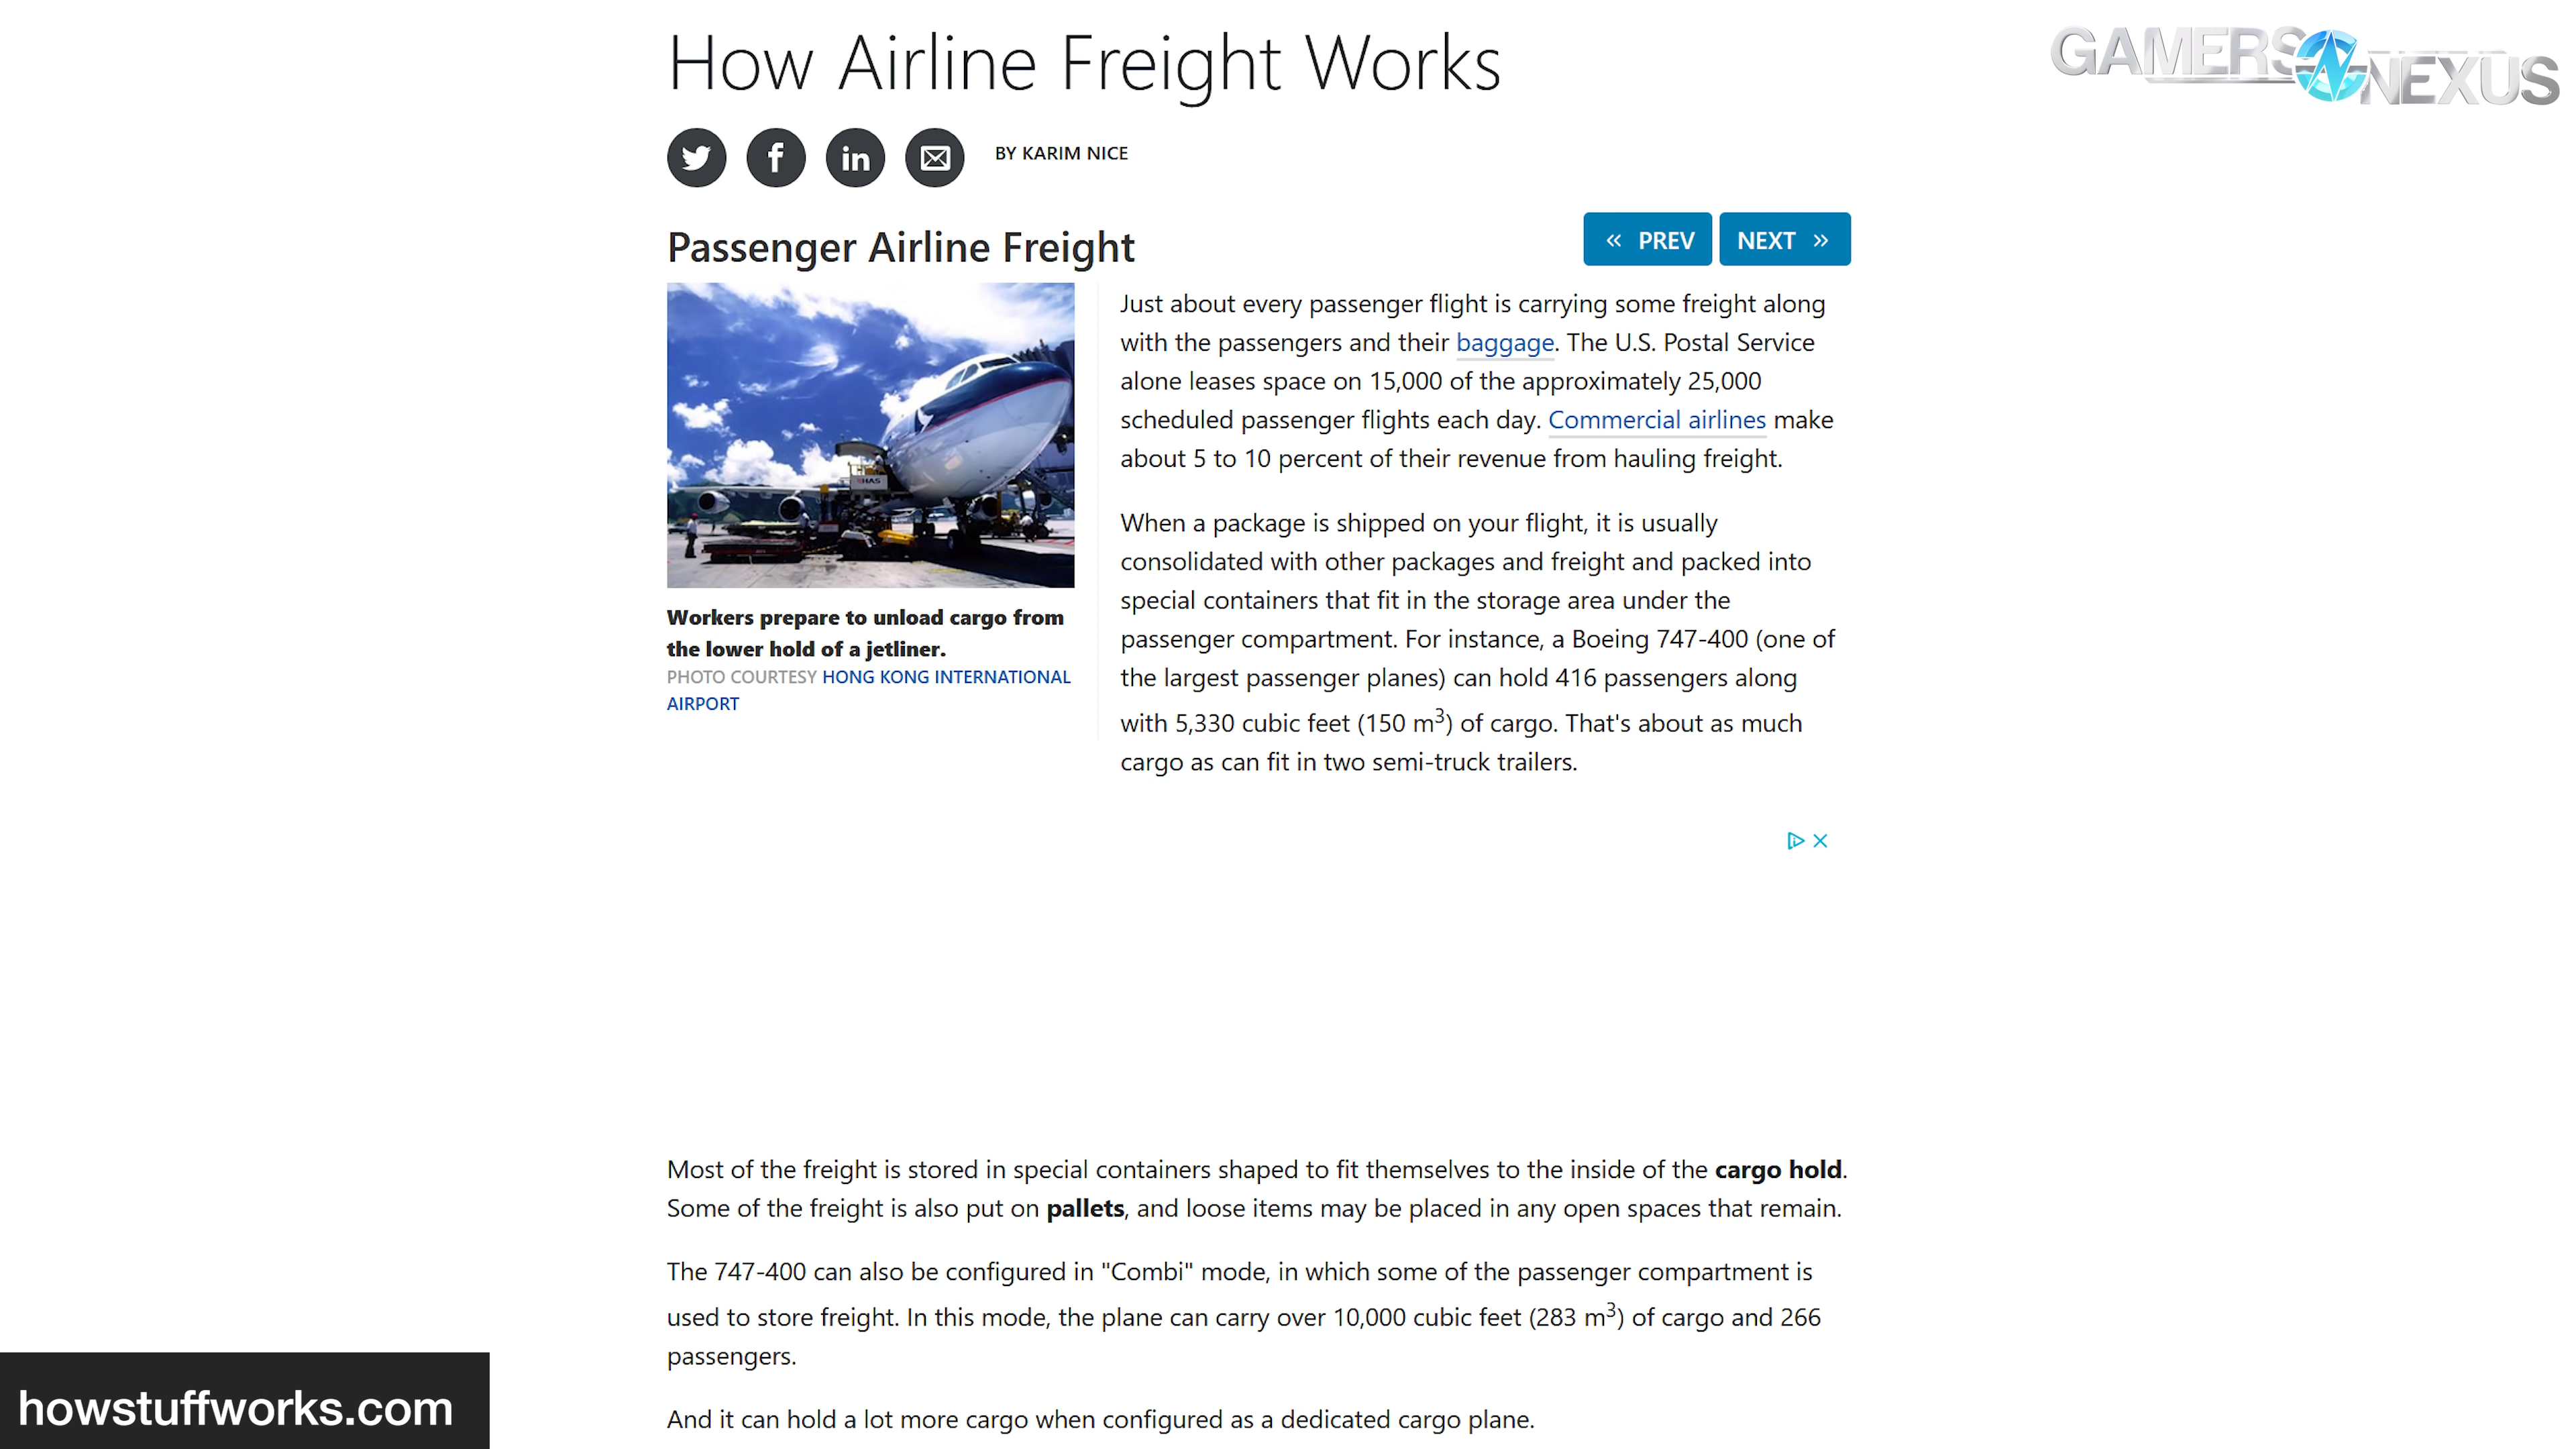 How Airline Freight Works
GAMERS NEXUS
BY KARIM NICE
Passenger Airline Freight
« PREV
NEXT »
Just about every passenger flight is carrying some freight along
with the passengers and their baggage. The U.S. Postal Service
alone leases space on 15,000 of the approximately 25,000
scheduled passenger flights each day. Commercial airlines make
about 5 to 10 percent of their revenue from hauling freight.
When a package is shipped on your flight, it is usually
consolidated with other packages and freight and packed into
special containers that fit in the storage area under the
passenger compartment. For instance, a Boeing 747-400 (one of
the largest passenger planes) can hold 416 passengers along
with 5,330 cubic feet (150 m³) of cargo. That's about as much
cargo as can fit in two semi-truck trailers.
HAS
Workers prepare to unload cargo from
the lower hold of a jetliner.
PHOTO COURTESY HONG KONG INTERNATIONAL
AIRPORT
Most of the freight is stored in special containers shaped to fit themselves to the inside of the cargo hold.
Some of the freight is also put on pallets, and loose items may be placed in any open spaces that remain.
The 747-400 can also be configured in "Combi" mode, in which some of the passenger compartment is
used to store freight. In this mode, the plane can carry over 10,000 cubic feet (283 m³) of cargo and 266
passengers.
And it can hold a lot more cargo when configured as a dedicated cargo plane.
howstuffworks.com